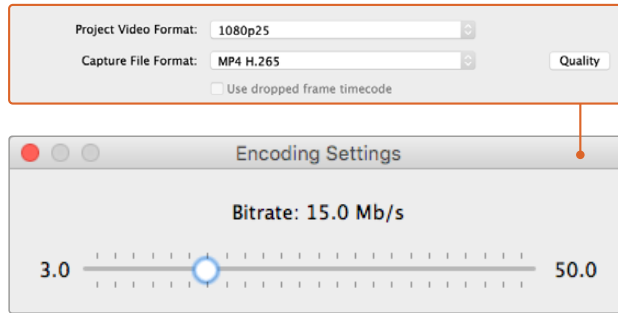 Project Video Format: 1080p25
Capture File Format: MP4 H.265 Quality
Use dropped frame timecode
Encoding Settings
Bitrate: 15.0 Mb/s
3.0 50.0